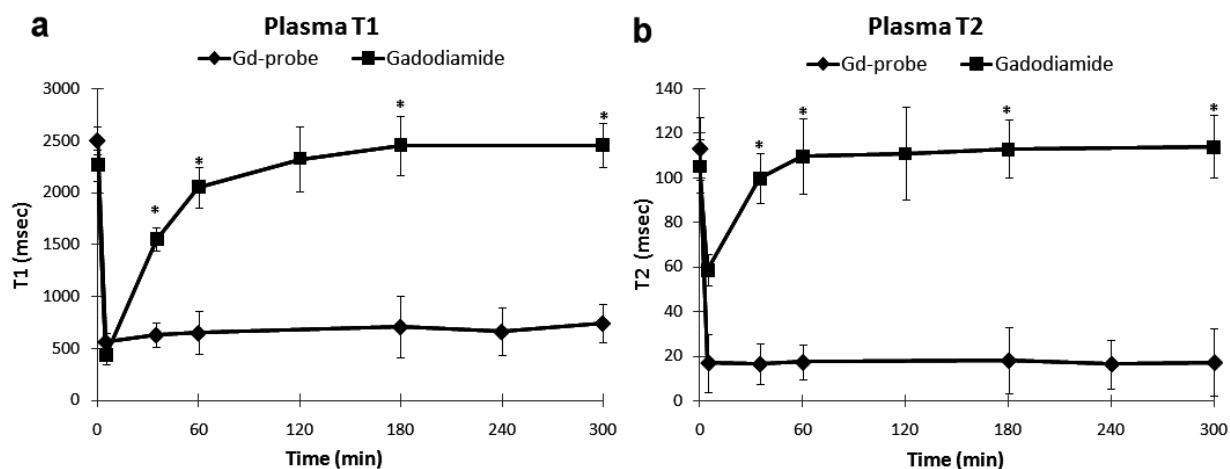 a Plasma T1
Gd-probe Gadodiamide
3000
2500
2000
1500
1000
500
0
T1 (msec)
* * * *
0 60 120 180 240 300
Time (min)
b Plasma T2
Gd-probe Gadodiamide
140
120
100
80
60
40
20
0
T2 (msec)
* * * *
0 60 120 180 240 300
Time (min)